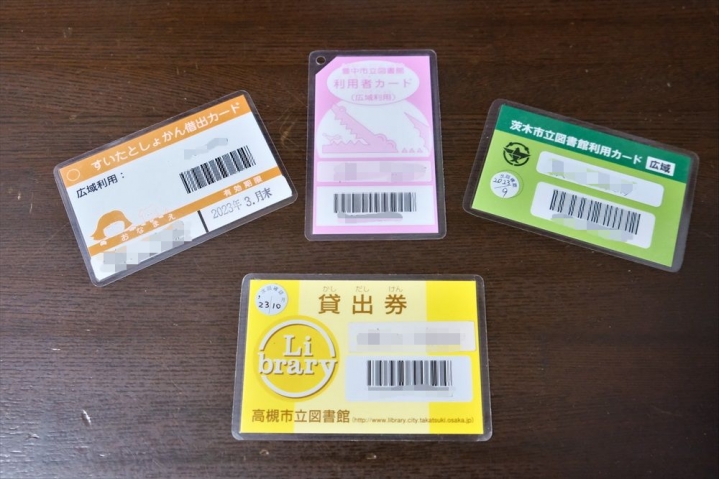 すいたとしょかん借出カード
広域利用:
有効期限
2023年3.月末
おなまえ
豊中市立図書館
利用者カード
(広域利用)
茨木市立図書館利用カード 広域
貸出券
かし だし けん
Library
23 10
高槻市立図書館 (http://www.library.city.takatsuki.osaka.jp)